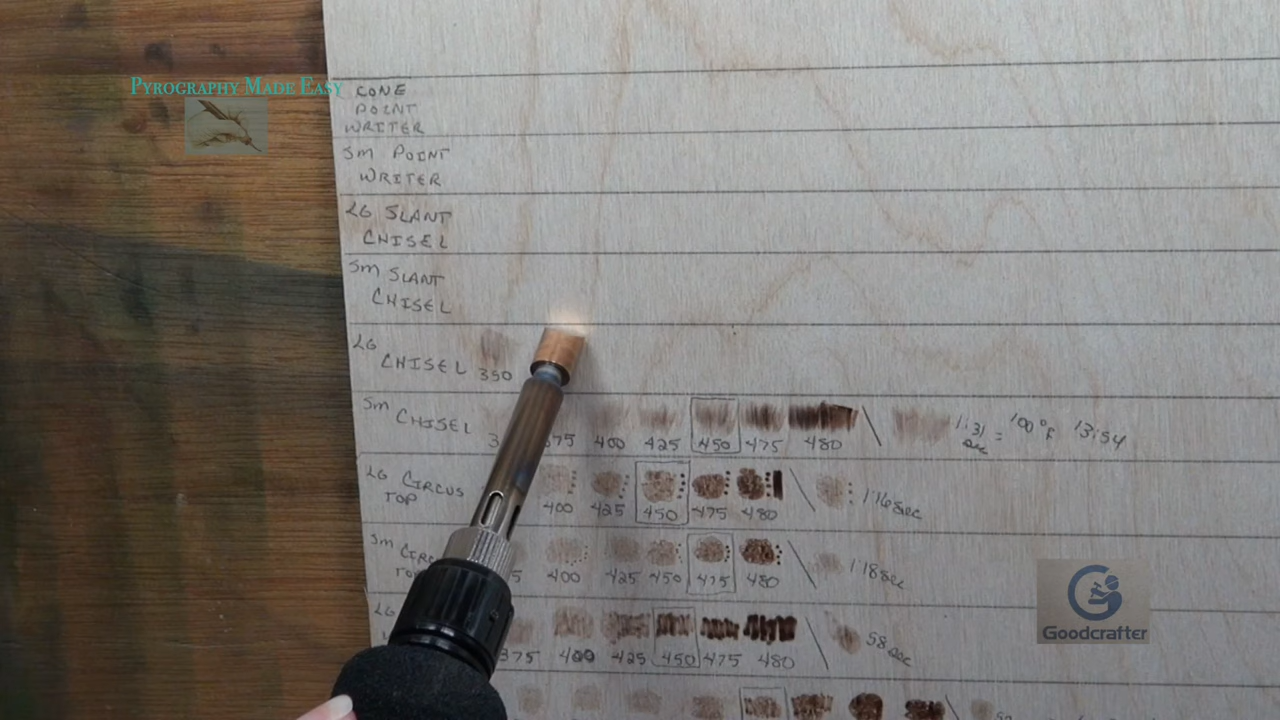 PYROGRAPHY MADE EASY
CONE
POINT
WRITER
SM POINT
WRITER
LG SLANT
CHISEL
SM SLANT
CHISEL
LG
CHISEL 350
SM
CHISEL 375 400 425 450 475 480 1:31 sec = 100°F 13:54
LG CIRCUS
TOP 400 425 450 475 480 1:16 sec
SM
400 425 450 475 480 1:18 sec
LG
375 400 425 450 475 480 58 sec
Goodcrafter